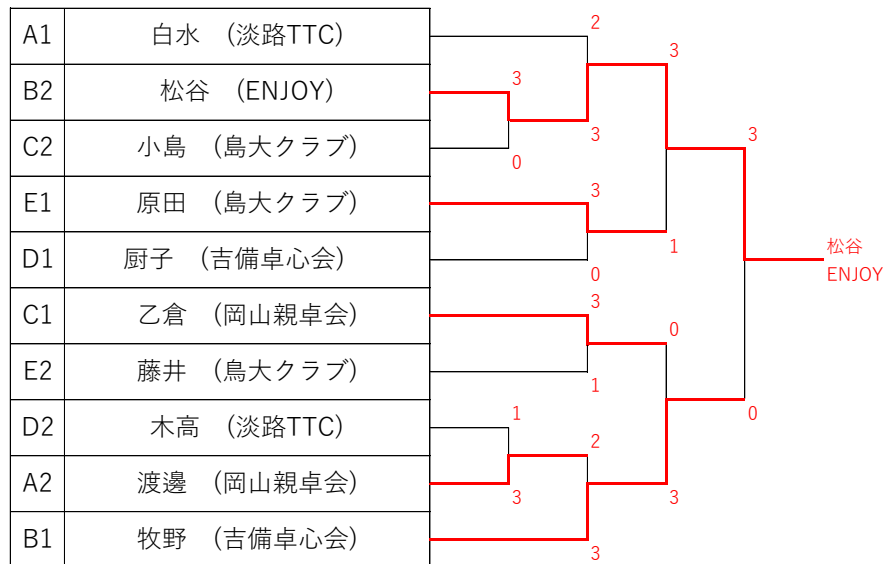 A1 白水 (淡路TTC)
B2 松谷 (ENJOY)
C2 小島 (島大クラブ)
E1 原田 (島大クラブ)
D1 厨子 (吉備卓心会)
C1 乙倉 (岡山親卓会)
E2 藤井 (鳥大クラブ)
D2 木高 (淡路TTC)
A2 渡邊 (岡山親卓会)
B1 牧野 (吉備卓心会)
2
3
3
0
3
0
3
1
1
3
2
3
3
1
0
3
3
0
松谷
ENJOY